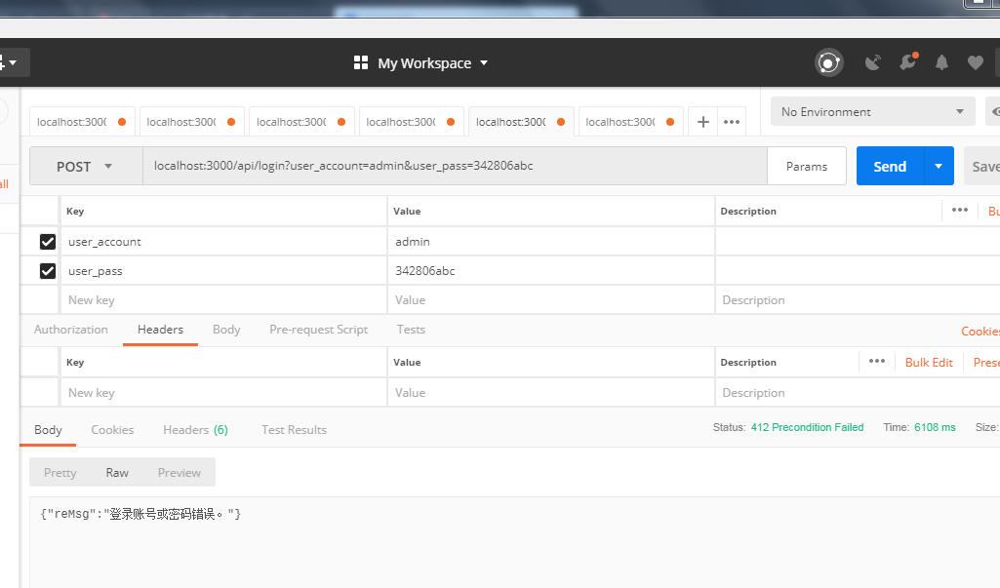 My Workspace
localhost:300( localhost:300( localhost:300( localhost:300( localhost:300( localhost:300( + ••• No Environment
POST localhost:3000/api/login?user_account=admin&user_pass=342806abc Params Send Save
Key Value Description ••• Bu
user_account admin
user_pass 342806abc
New key Value Description
Authorization Headers Body Pre-request Script Tests Cookies
Key Value Description ••• Bulk Edit Prese
New key Value Description
Body Cookies Headers (6) Test Results Status: 412 Precondition Failed Time: 6108 ms Size:
Pretty Raw Preview
{"reMsg":"登录账号或密码错误。"}